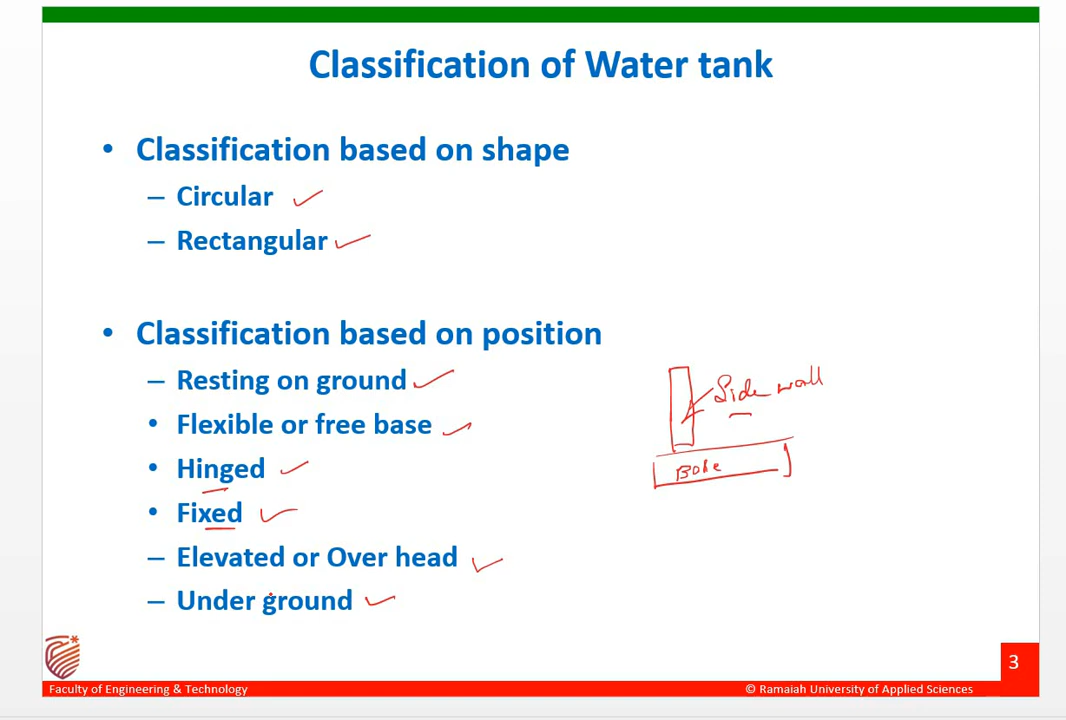 Classification of Water tank
• Classification based on shape
– Circular
– Rectangular
• Classification based on position
– Resting on ground
• Flexible or free base
• Hinged
• Fixed
– Elevated or Over head
– Under ground
Side wall
Base
3
Faculty of Engineering & Technology
© Ramaiah University of Applied Sciences